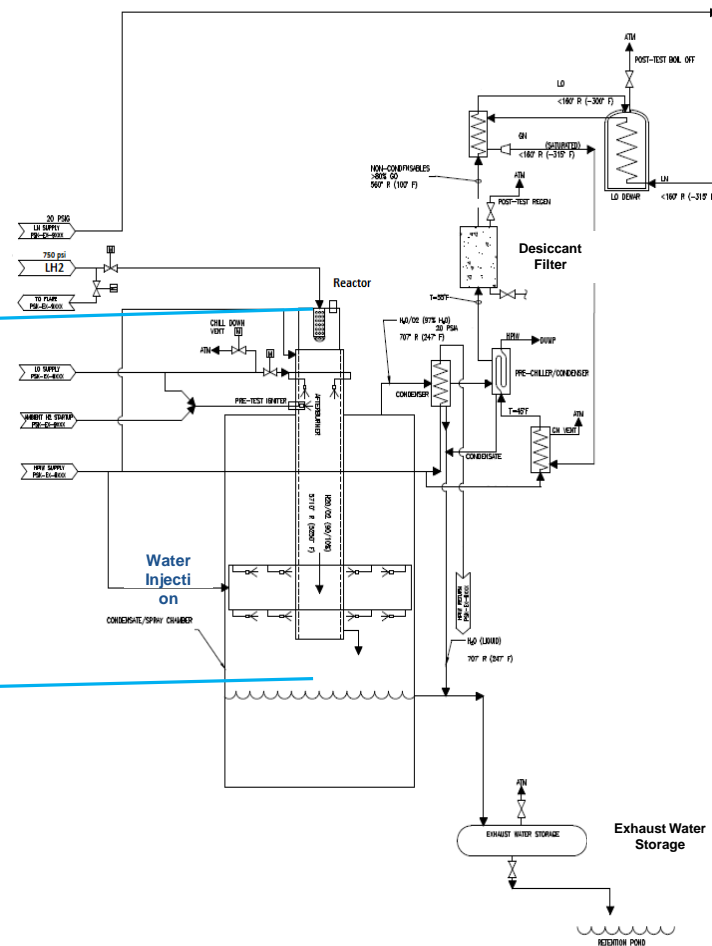 ATM
POST-TEST BOIL OFF
LO
<160° R (-300° F)
GN
(SATURATED)
<160° R (-315° F)
NON-CONDENSABLES
>80% GO
560° R (100° F)
ATM
POST-TEST REGEN
LO DEWAR
LN
<160° R (-315° F)
20 PSIG
LN SUPPLY
750 psi
LH2
TO FLARE
Desiccant
Filter
Reactor
T=50°F
H₂O/O2 (97% H₂O)
20 PSIA
707° R (247° F)
CHILL DOWN
VENT
M
M
M
M
ATM
HPIW
DUMP
PRE-CHILLER/CONDENSER
LO SUPPLY
PRE-TEST IGNITER
CONDENSER
T=45°F
ATM
GN VENT
AMBIENT H2 STARTUP
AFTERBURNER
CONDENSATE
HPIW SUPPLY
H2O/O2 (90/10%)
5710° R (5250° F)
Water
Injecti
on
HPIW RETURN
CONDENSATE/SPRAY CHAMBER
H₂O (LIQUID)
707° R (247° F)
ATM
EXHAUST WATER STORAGE
Exhaust Water
Storage
RETENTION POND